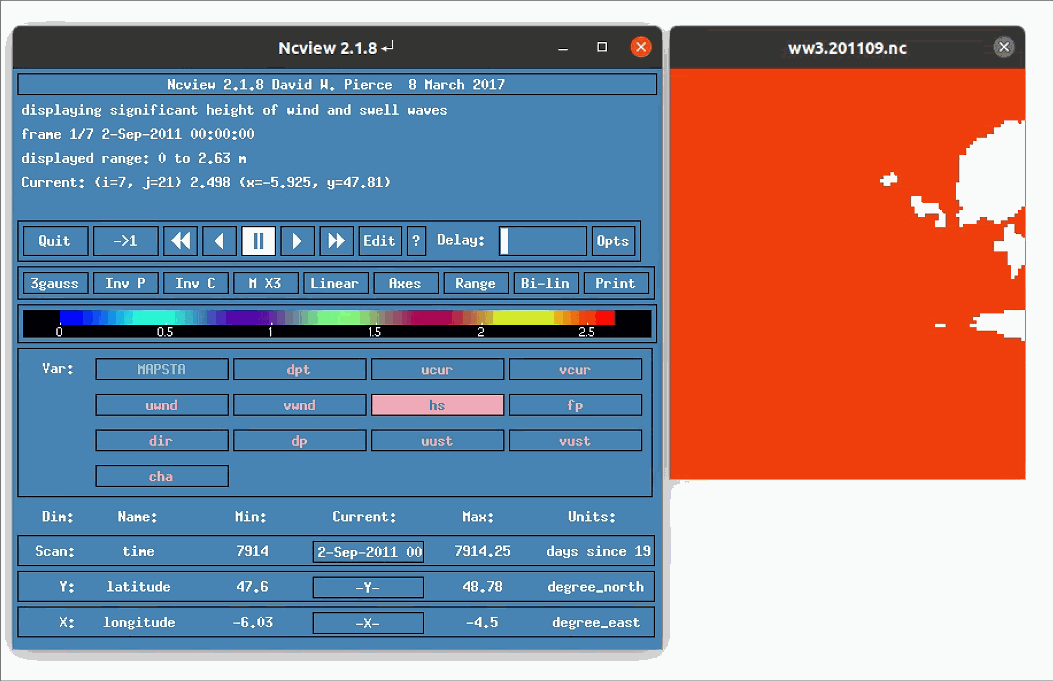 Ncview 2.1.8
ww3.201109.nc
Ncview 2.1.8 David W. Pierce  8 March 2017
displaying significant height of wind and swell waves
frame 1/7 2-Sep-2011 00:00:00
displayed range: 0 to 2.63 m
Current: (i=7, j=21) 2.498 (x=-5.925, y=47.81)
Quit ->1 Edit ? Delay: Opts
3gauss Inv P Inv C M X3 Linear Axes Range Bi-lin Print
0 0.5 1 1.5 2 2.5
Var: MAPSTA dpt ucur vcur
uwnd vwnd hs fp
dir dp uust vust
cha
Dim: Name: Min: Current: Max: Units:
Scan: time 7914 2-Sep-2011 00 7914.25 days since 19
Y: latitude 47.6 -Y- 48.78 degree_north
X: longitude -6.03 -X- -4.5 degree_east